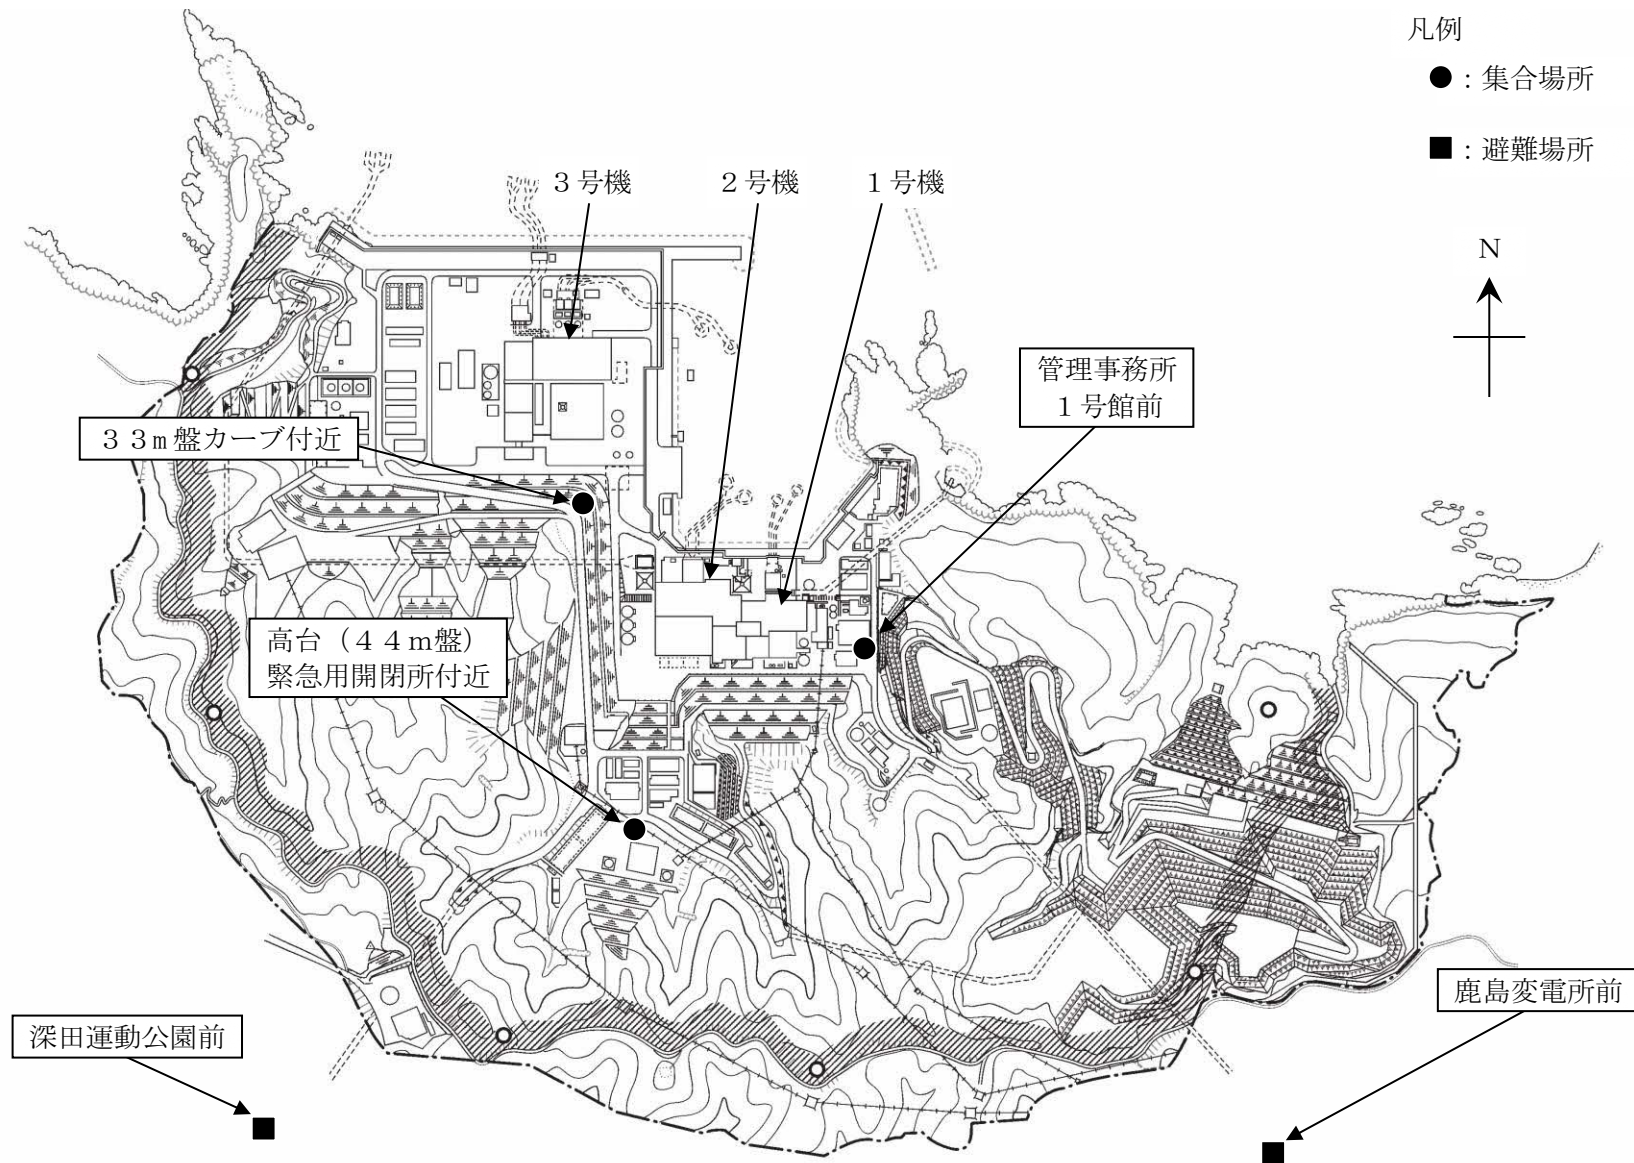 凡例
●：集合場所
■：避難場所
３号機
２号機
１号機
N
管理事務所
１号館前
３３ｍ盤カーブ付近
高台（４４ｍ盤）
緊急用開閉所付近
鹿島変電所前
深田運動公園前